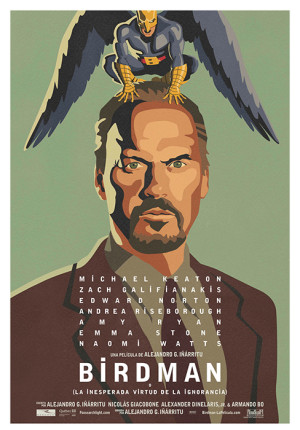 MICHAEL KEATON
ZACH GALIFIANAKIS
EDWARD NORTON
ANDREA RISEBOROUGH
AMY RYAN
EMMA STONE
NAOMI WATTS
UNA PELÍCULA DE ALEJANDRO G. IÑÁRRITU
BiRDMAN
O
(LA INESPERADA VIRTUD DE LA IGNORANCIA)
ALEJANDRO G. IÑÁRRITU NICOLÁS GIACOBONE ALEXANDER DINELARIS, JR & ARMANDO BO
ALEJANDRO G. IÑÁRRITU